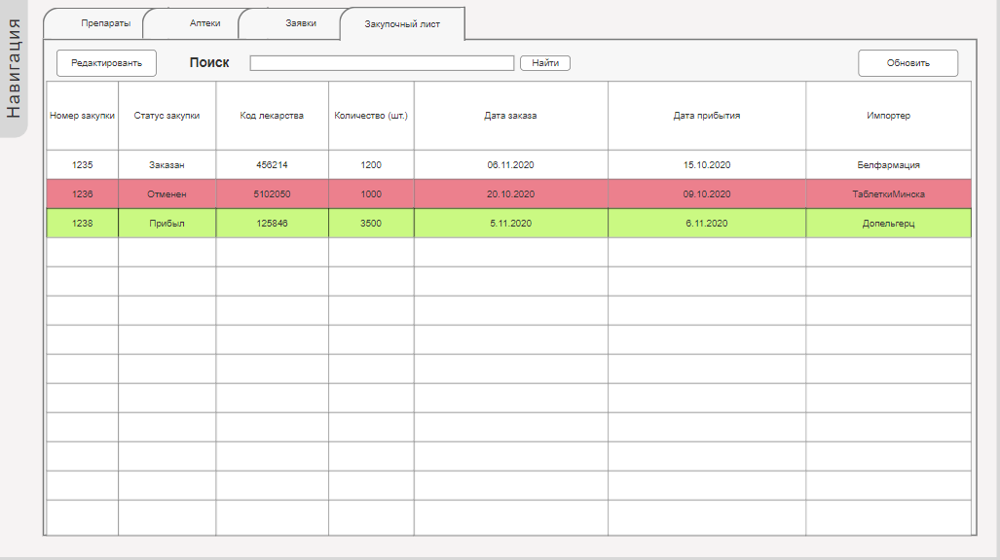 Навигация
Препараты Аптеки Заявки Закупочный лист
Редактировать Поиск Найти Обновить
Номер закупки Статус закупки Код лекарства Количество (шт.) Дата заказа Дата прибытия Импортер
1235 Заказан 456214 1200 06.11.2020 15.10.2020 Белфармация
1236 Отменен 5102050 1000 20.10.2020 09.10.2020 ТаблеткиМинска
1238 Прибыл 125846 3500 5.11.2020 6.11.2020 Допельгерц